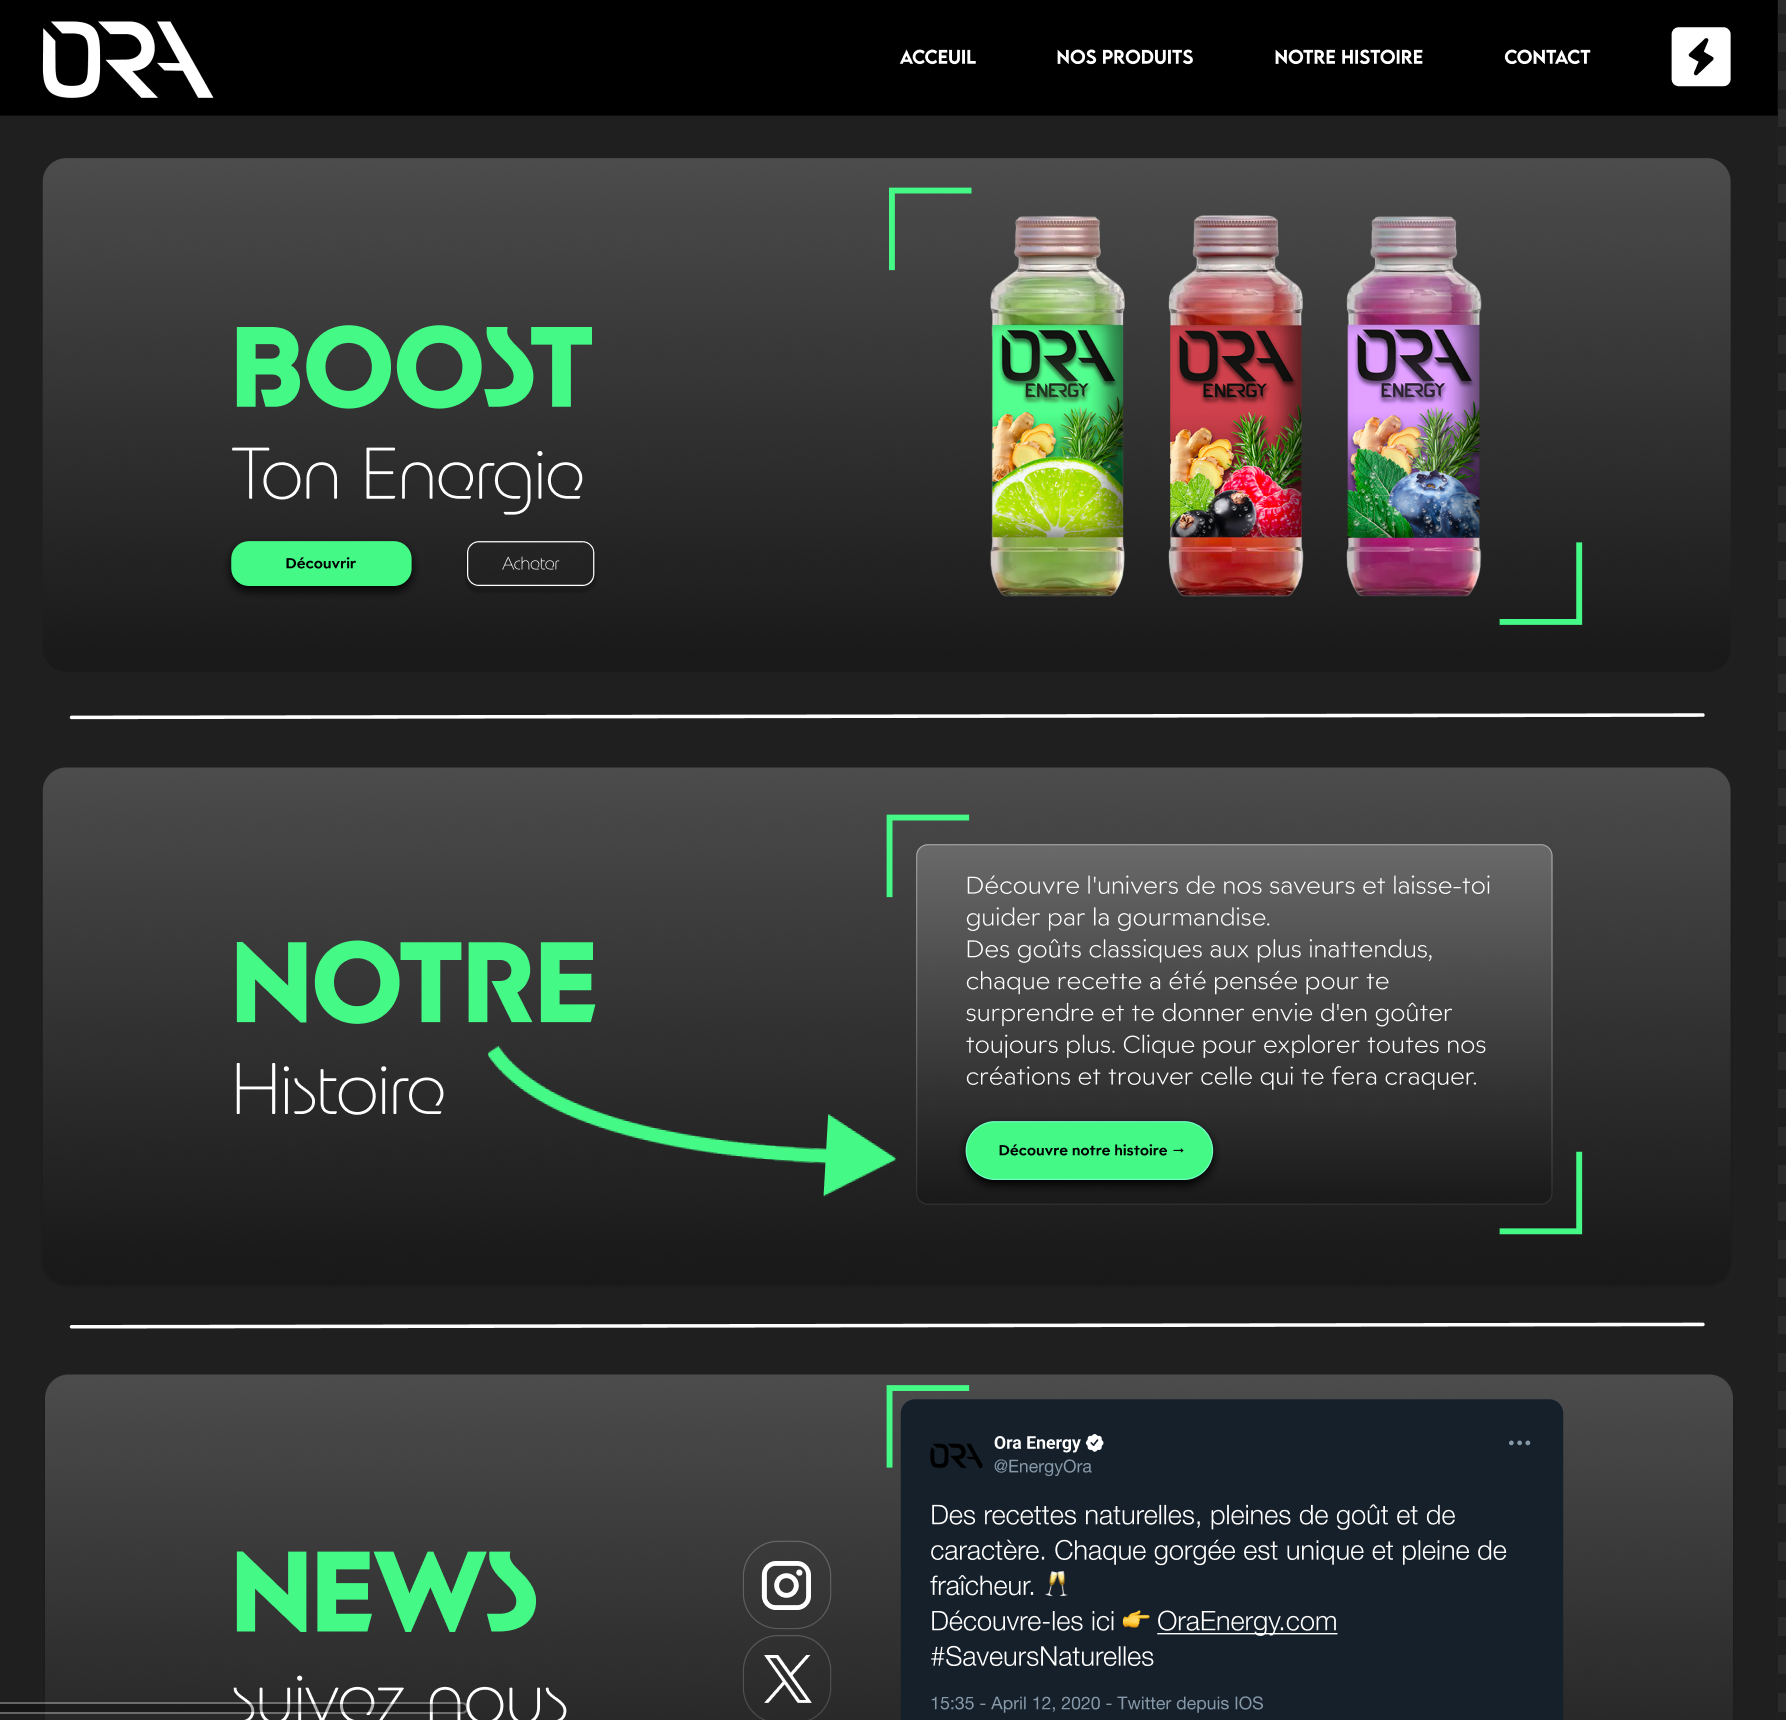 ORA
ACCEUIL
NOS PRODUITS
NOTRE HISTOIRE
CONTACT
BOOST
Ton Energie
Découvrir
Acheter
ORA
ENERGY
ORA
ENERGY
ORA
ENERGY
NOTRE
Histoire
Découvre l'univers de nos saveurs et laisse-toi
guider par la gourmandise.
Des goûts classiques aux plus inattendus,
chaque recette a été pensée pour te
surprendre et te donner envie d'en goûter
toujours plus. Clique pour explorer toutes nos
créations et trouver celle qui te fera craquer.
Découvre notre histoire →
NEWS
suivez nous
ORA
Ora Energy
@EnergyOra
Des recettes naturelles, pleines de goût et de
caractère. Chaque gorgée est unique et pleine de
fraîcheur. 🥂
Découvre-les ici 👉 OraEnergy.com
#SaveursNaturelles
15:35 - April 12, 2020 - Twitter depuis IOS